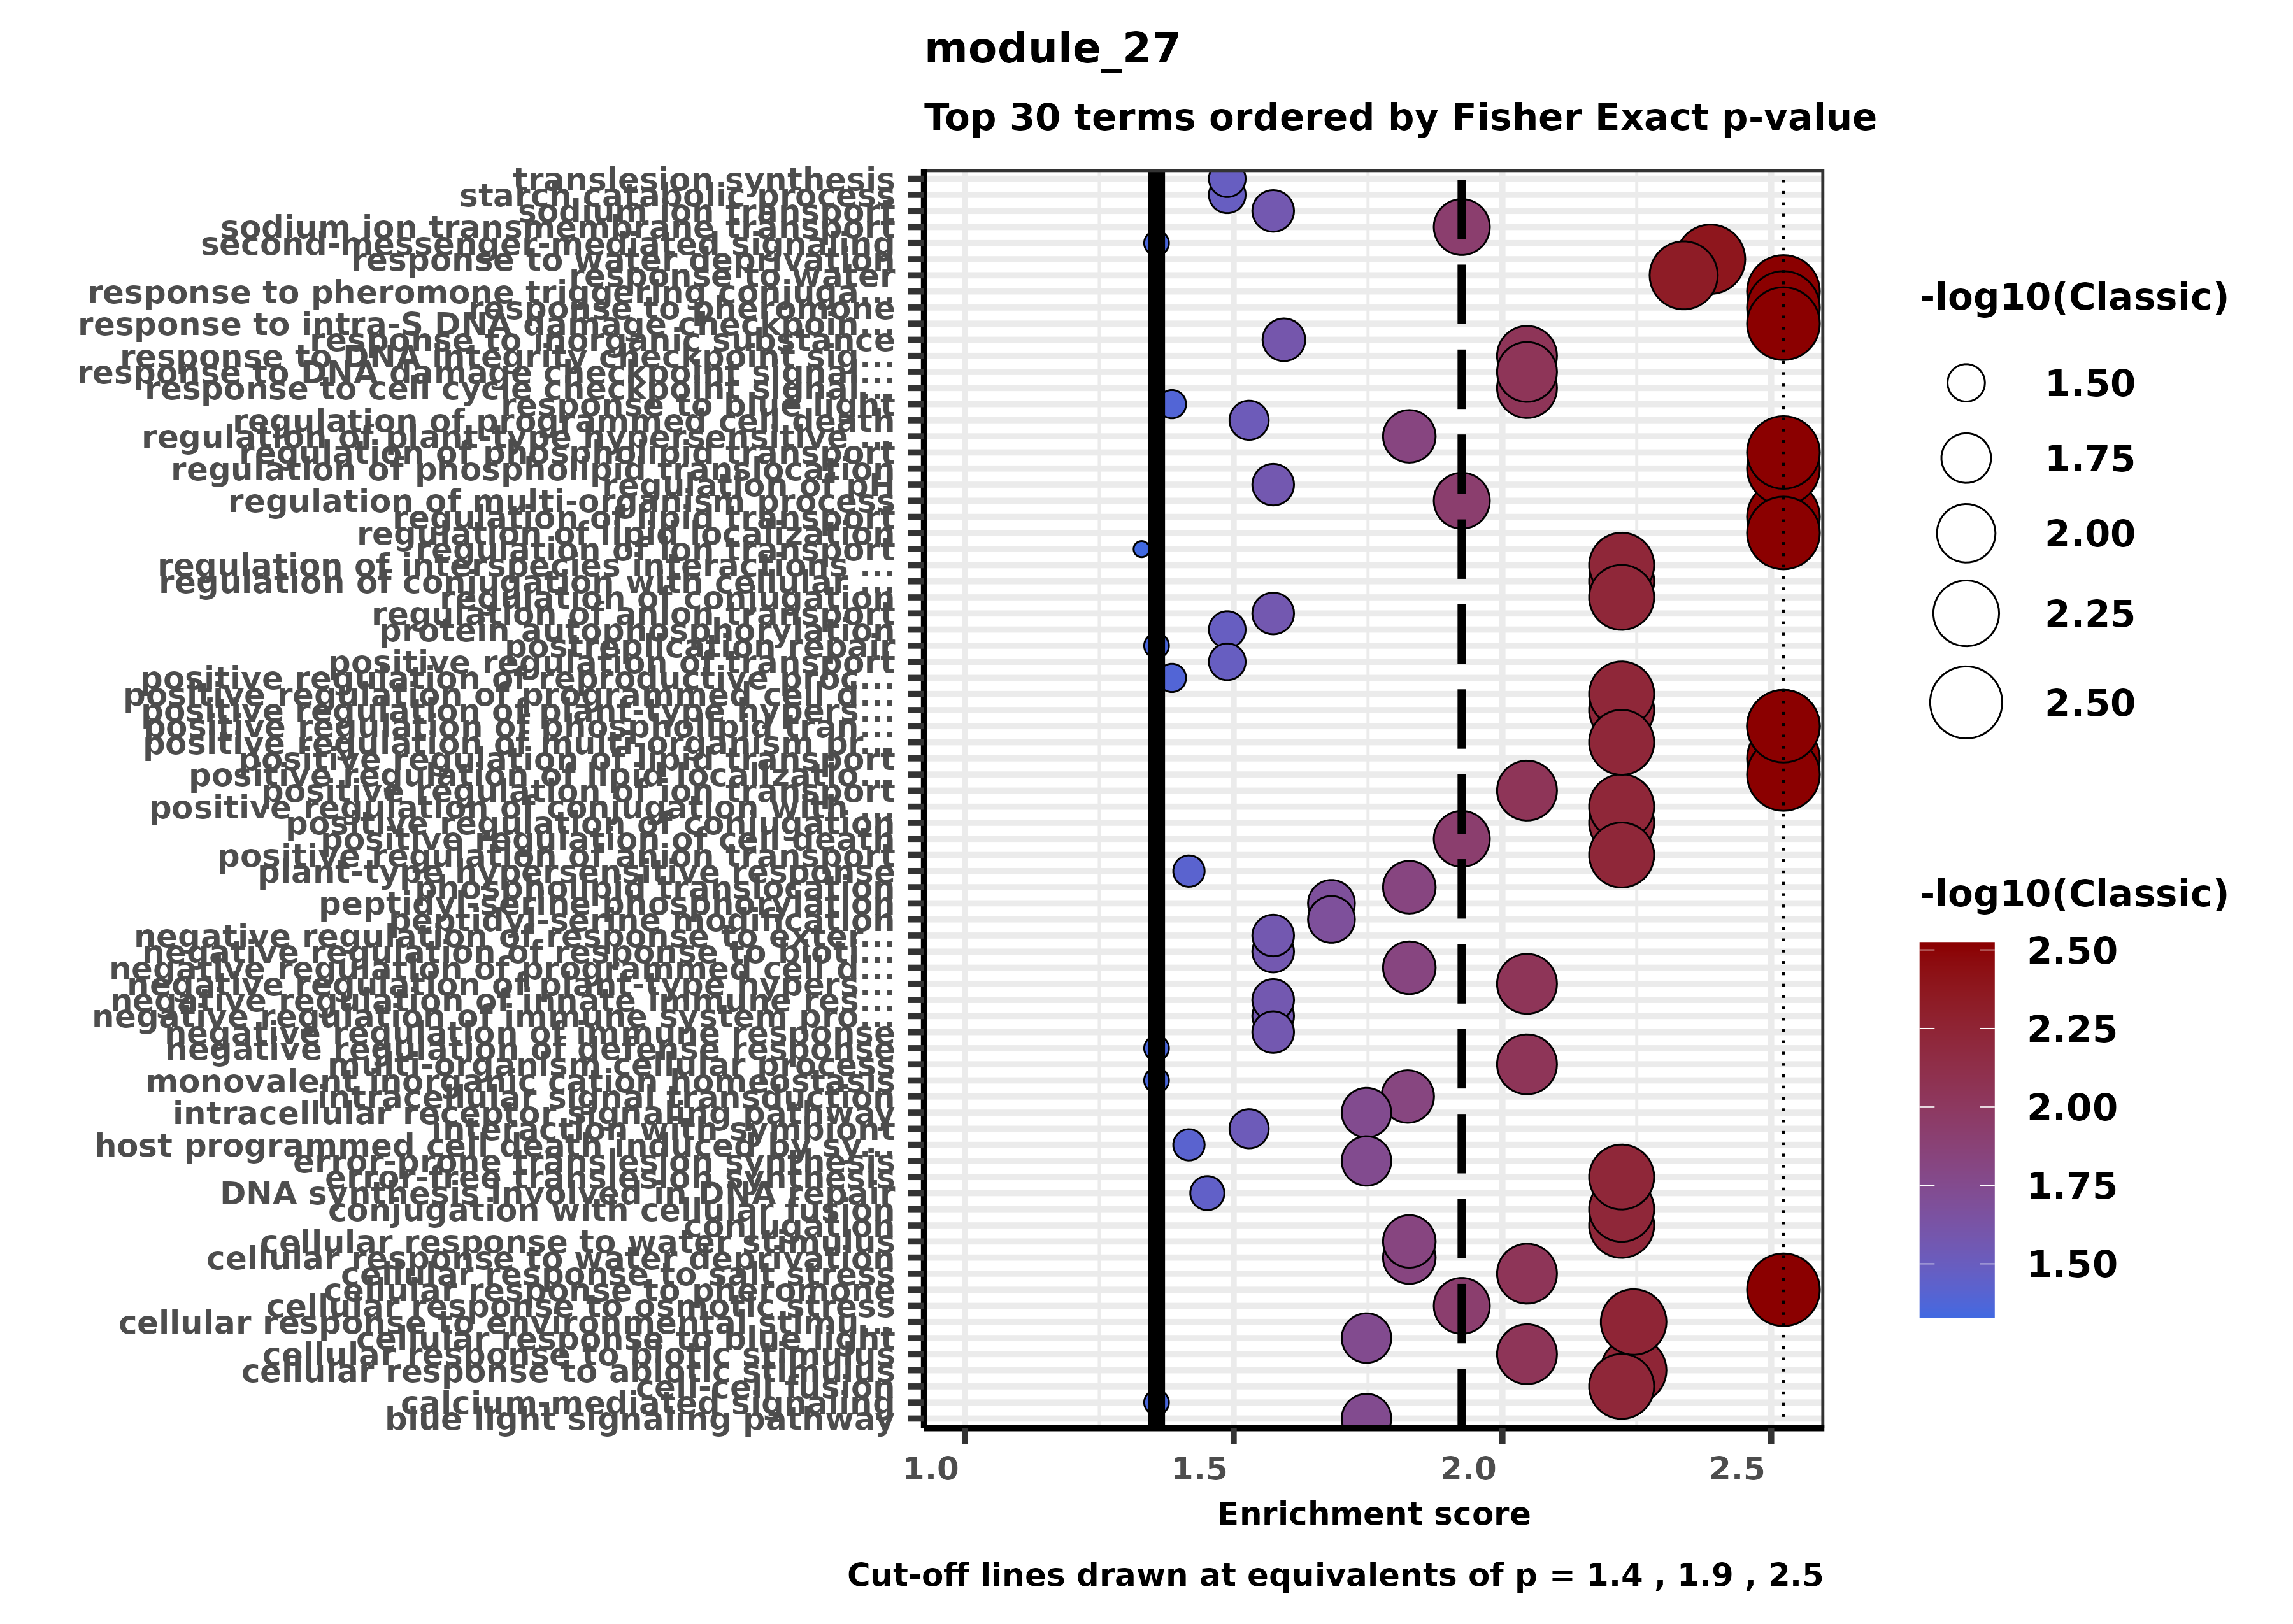 module_27
Top 30 terms ordered by Fisher Exact p-value
translesion synthesis
starch catabolic process
sodium ion transport
sodium ion transmembrane transport
second-messenger-mediated signaling
response to water deprivation
response to water
response to pheromone triggering conjuga...
response to pheromone
response to intra-S DNA damage checkpoin...
response to inorganic substance
response to DNA integrity checkpoint sig...
response to DNA damage checkpoint signal...
response to cell cycle checkpoint signal...
response to blue light
regulation of programmed cell death
regulation of plant-type hypersensitive ...
regulation of phospholipid transport
regulation of phospholipid translocation
regulation of pH
regulation of multi-organism process
regulation of lipid transport
regulation of lipid localization
regulation of ion transport
regulation of interspecies interactions ...
regulation of conjugation with cellular ...
regulation of conjugation
regulation of anion transport
protein autophosphorylation
postreplication repair
positive regulation of transport
positive regulation of reproductive proc...
positive regulation of programmed cell d...
positive regulation of plant-type hypers...
positive regulation of phospholipid tran...
positive regulation of multi-organism pr...
positive regulation of lipid transport
positive regulation of lipid localizatio...
positive regulation of ion transport
positive regulation of conjugation with ...
positive regulation of conjugation
positive regulation of cell death
positive regulation of anion transport
plant-type hypersensitive response
phospholipid translocation
peptidyl-serine phosphorylation
peptidyl-serine modification
negative regulation of response to exter...
negative regulation of response to bioti...
negative regulation of programmed cell d...
negative regulation of plant-type hypers...
negative regulation of innate immune res...
negative regulation of immune system pro...
negative regulation of immune response
negative regulation of defense response
multi-organism cellular process
monovalent inorganic cation homeostasis
intracellular signal transduction
intracellular receptor signaling pathway
interaction with symbiont
host programmed cell death induced by sy...
error-prone translesion synthesis
error-free translesion synthesis
DNA synthesis involved in DNA repair
conjugation with cellular fusion
conjugation
cellular response to water stimulus
cellular response to water deprivation
cellular response to salt stress
cellular response to pheromone
cellular response to osmotic stress
cellular response to environmental stimu...
cellular response to blue light
cellular response to biotic stimulus
cellular response to abiotic stimulus
cell-cell fusion
calcium-mediated signaling
blue light signaling pathway
1.0 1.5 2.0 2.5
Enrichment score
Cut-off lines drawn at equivalents of p = 1.4 , 1.9 , 2.5
-log10(Classic)
1.50
1.75
2.00
2.25
2.50
-log10(Classic)
2.50
2.25
2.00
1.75
1.50